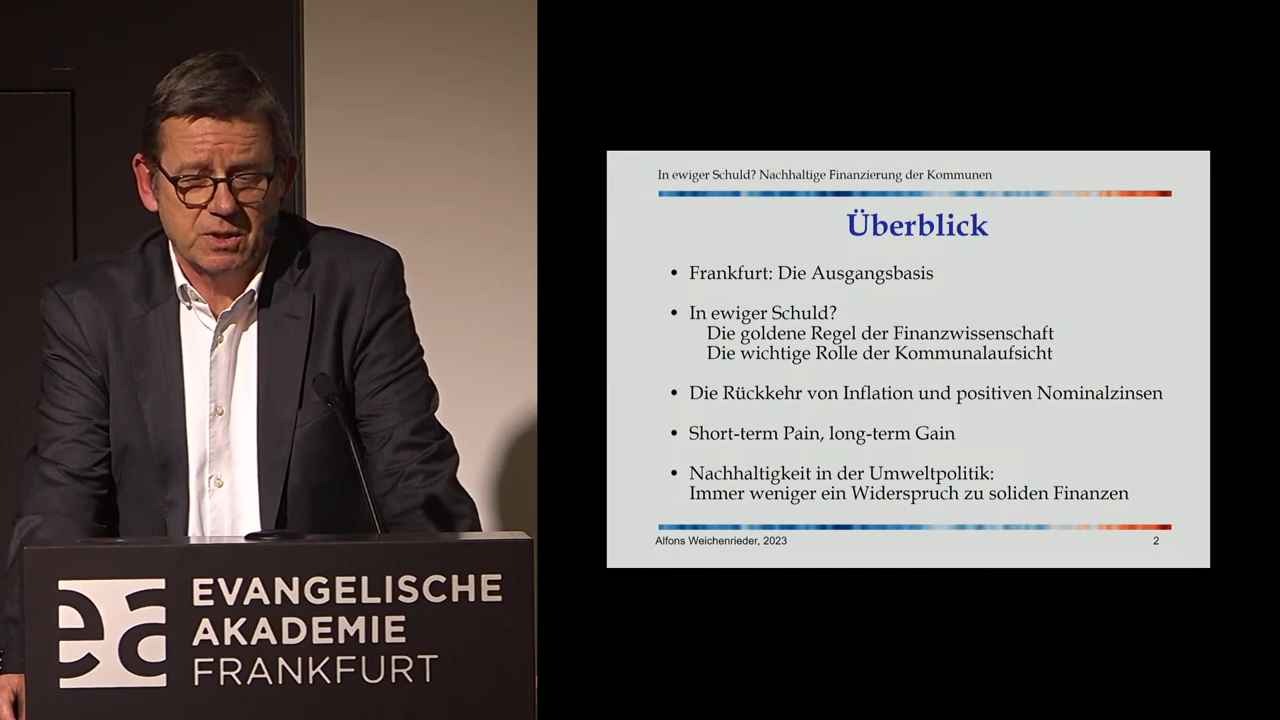 EVANGELISCHE
AKADEMIE
FRANKFURT
In ewiger Schuld? Nachhaltige Finanzierung der Kommunen
Überblick
• Frankfurt: Die Ausgangsbasis
• In ewiger Schuld?
Die goldene Regel der Finanzwissenschaft
Die wichtige Rolle der Kommunalaufsicht
• Die Rückkehr von Inflation und positiven Nominalzinsen
• Short-term Pain, long-term Gain
• Nachhaltigkeit in der Umweltpolitik:
Immer weniger ein Widerspruch zu soliden Finanzen
Alfons Weichenrieder, 2023
2
ea